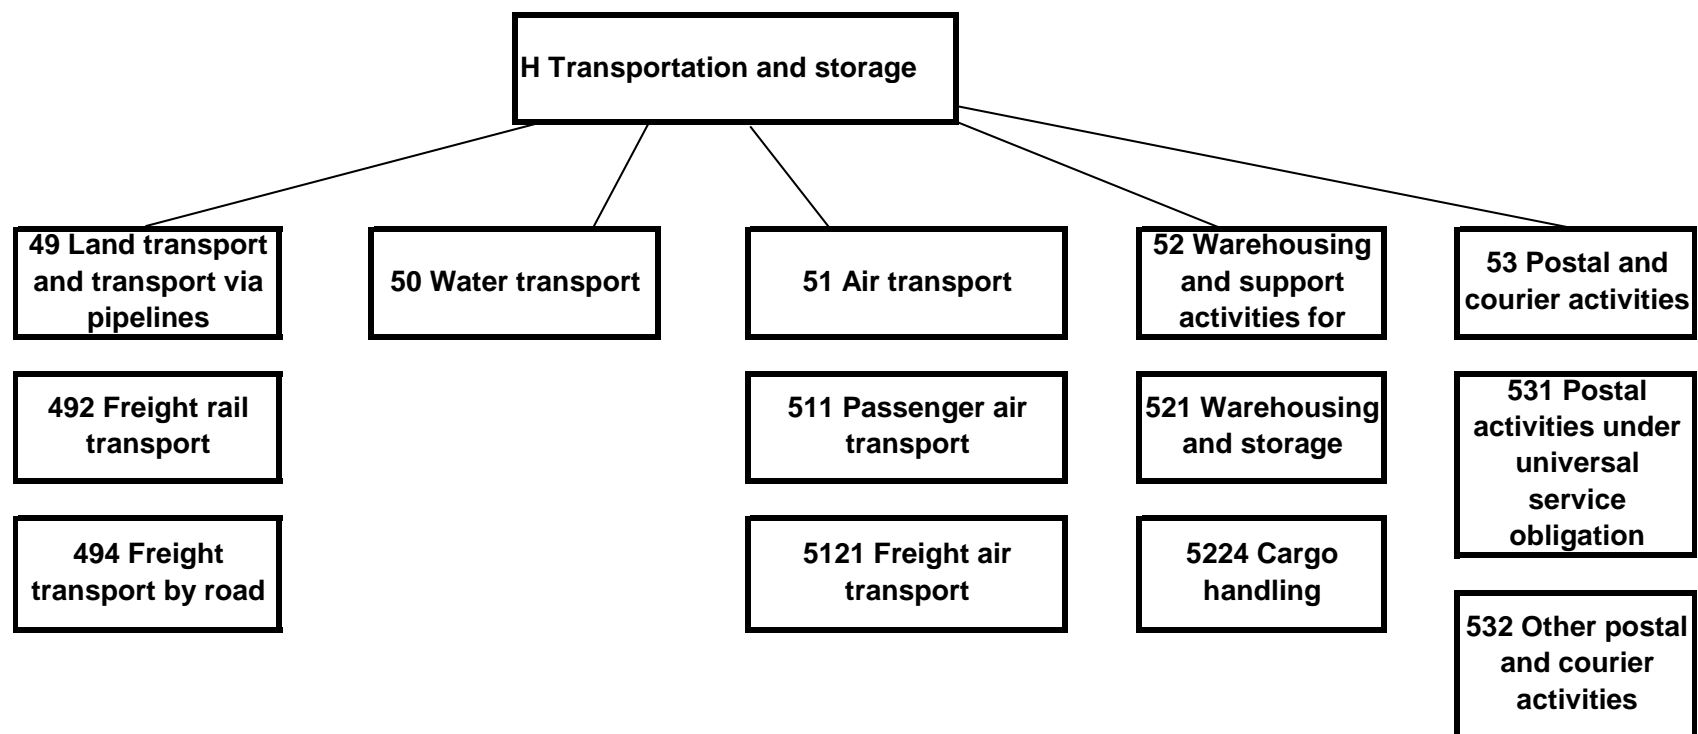 H Transportation and storage
49 Land transport
and transport via
pipelines
50 Water transport
51 Air transport
52 Warehousing
and support
activities for
53 Postal and
courier activities
492 Freight rail
transport
511 Passenger air
transport
521 Warehousing
and storage
531 Postal
activities under
universal
service
obligation
494 Freight
transport by road
5121 Freight air
transport
5224 Cargo
handling
532 Other postal
and courier
activities